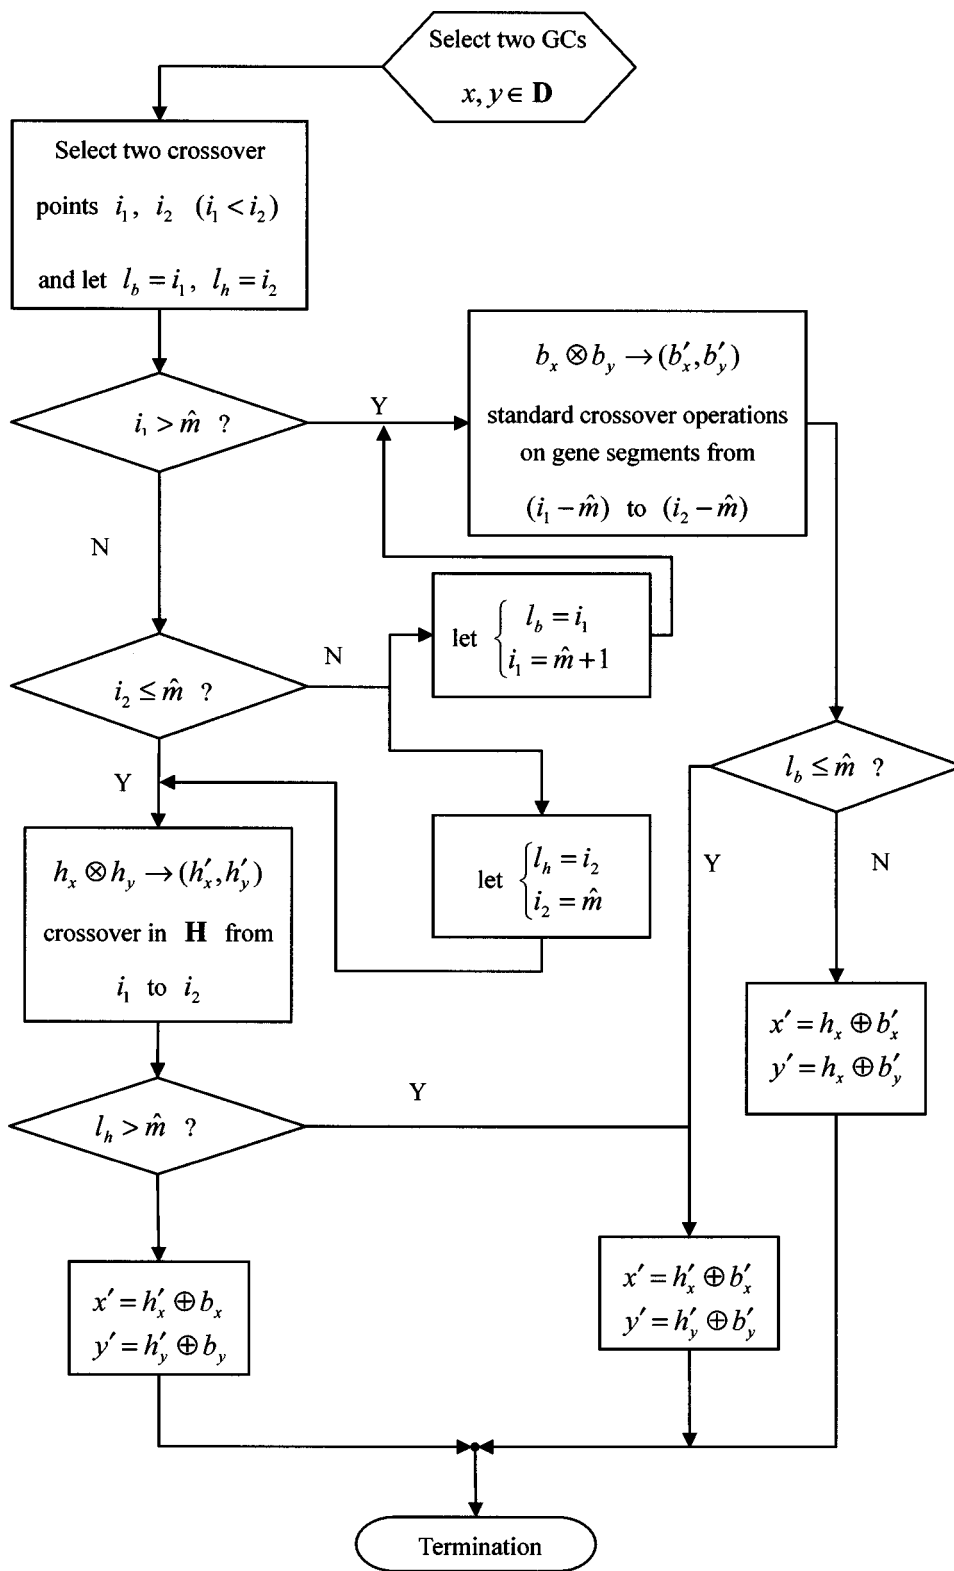 Select two GCs
x, y ∈ D
Select two crossover
points i₁, i₂ (i₁ < i₂)
and let l_b = i₁, l_h = i₂
i₁ > m̂ ?
Y
b_x ⊗ b_y → (b′_x, b′_y)
standard crossover operations
on gene segments from
(i₁ − m̂) to (i₂ − m̂)
N
let { l_b = i₁
i₁ = m̂ + 1
i₂ ≤ m̂ ?
N
Y
l_b ≤ m̂ ?
Y
N
let { l_h = i₂
i₂ = m̂
h_x ⊗ h_y → (h′_x, h′_y)
crossover in H from
i₁ to i₂
x′ = h_x ⊕ b′_x
y′ = h_x ⊕ b′_y
l_h > m̂ ?
Y
x′ = h′_x ⊕ b_x
y′ = h′_y ⊕ b_y
x′ = h′_x ⊕ b′_x
y′ = h′_y ⊕ b′_y
Termination